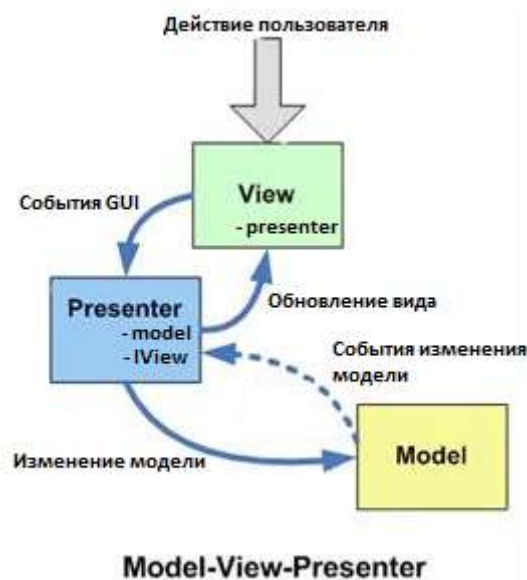 Действие пользователя
View
- presenter
События GUI
Presenter
- model
- IView
Обновление вида
События изменения
модели
Изменение модели
Model
Model-View-Presenter